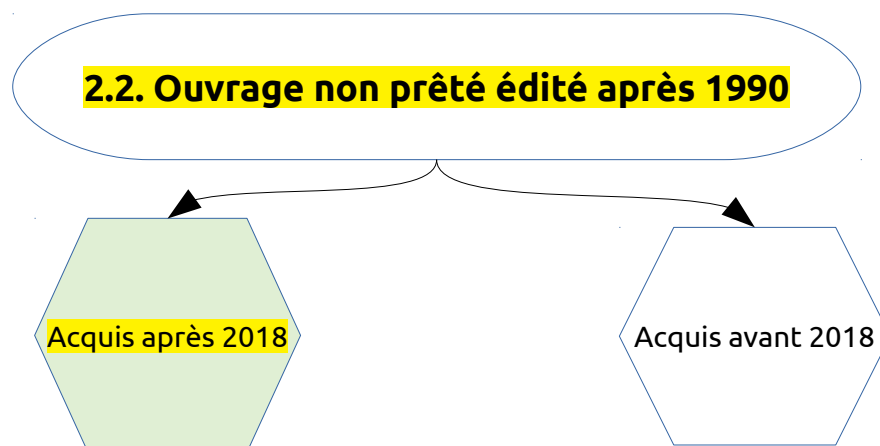 2.2. Ouvrage non prêté édité après 1990
Acquis après 2018
Acquis avant 2018